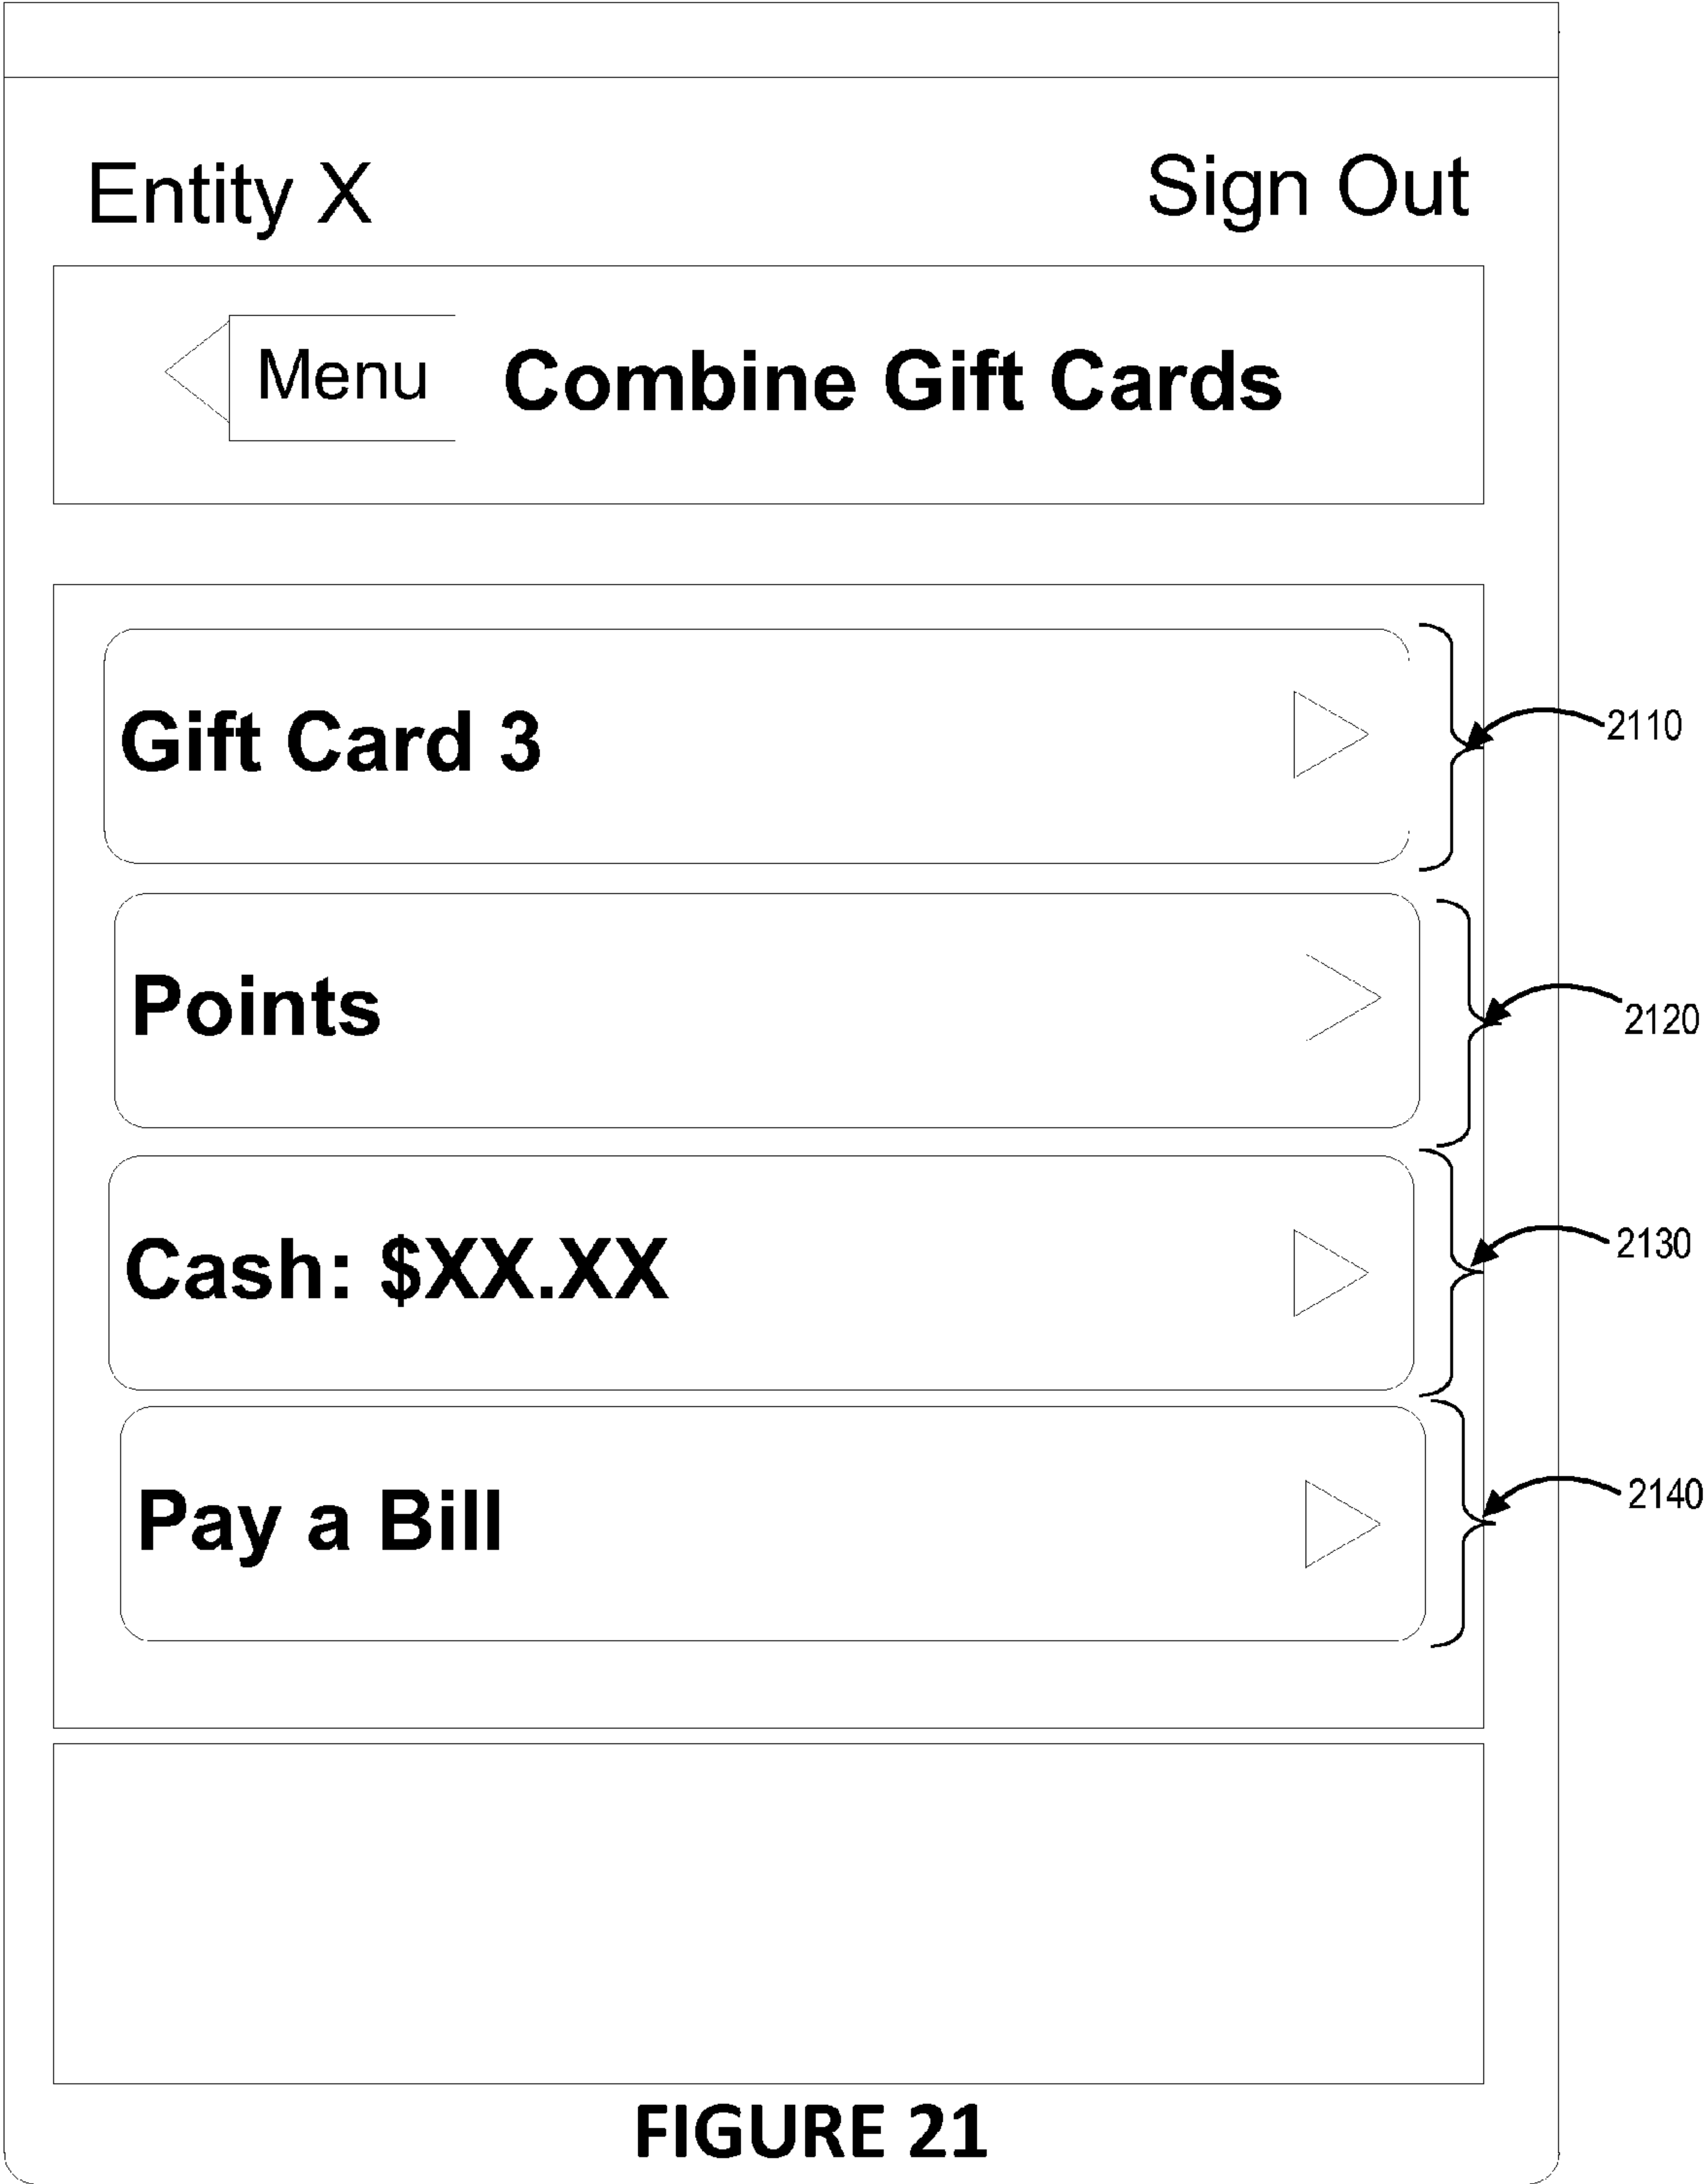 Entity X Sign Out
Menu Combine Gift Cards
Gift Card 3
2110
Points
2120
Cash: $XX.XX
2130
Pay a Bill
2140
FIGURE 21